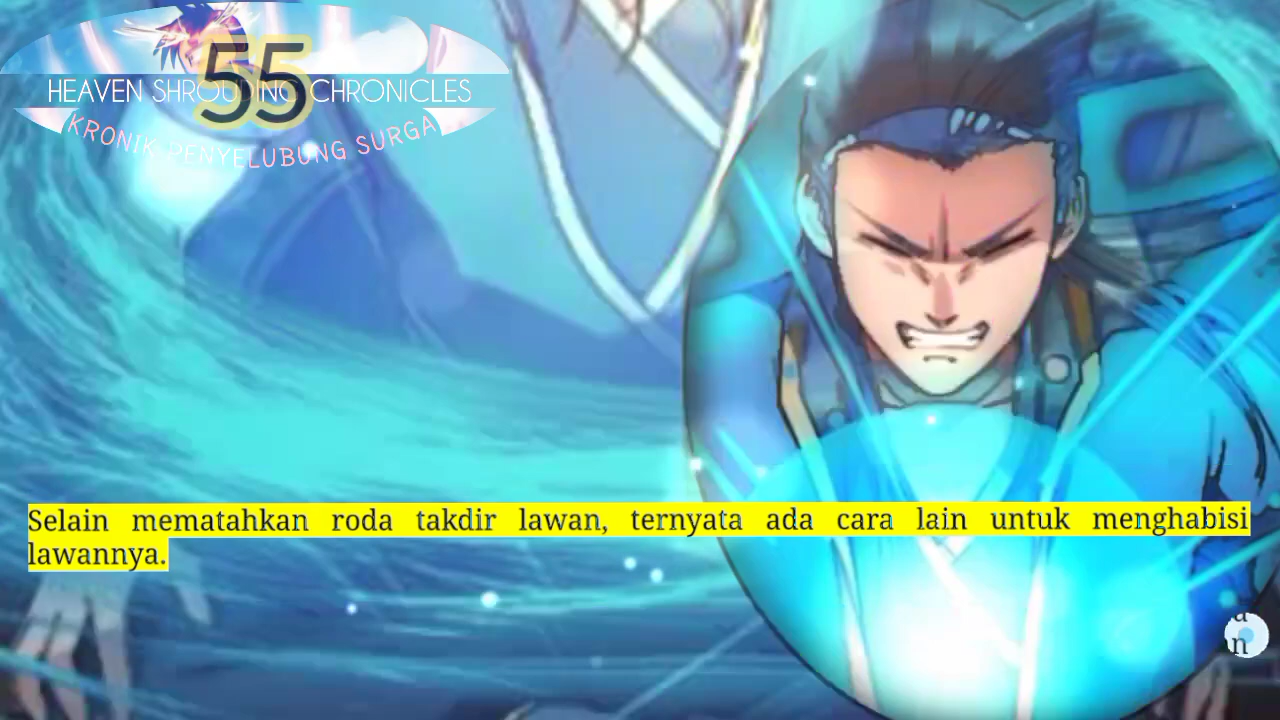 55
HEAVEN SHROUDING CHRONICLES
KRONIK PENYELUBUNG SURGA
Selain mematahkan roda takdir lawan, ternyata ada cara lain untuk menghabisi
lawannya.